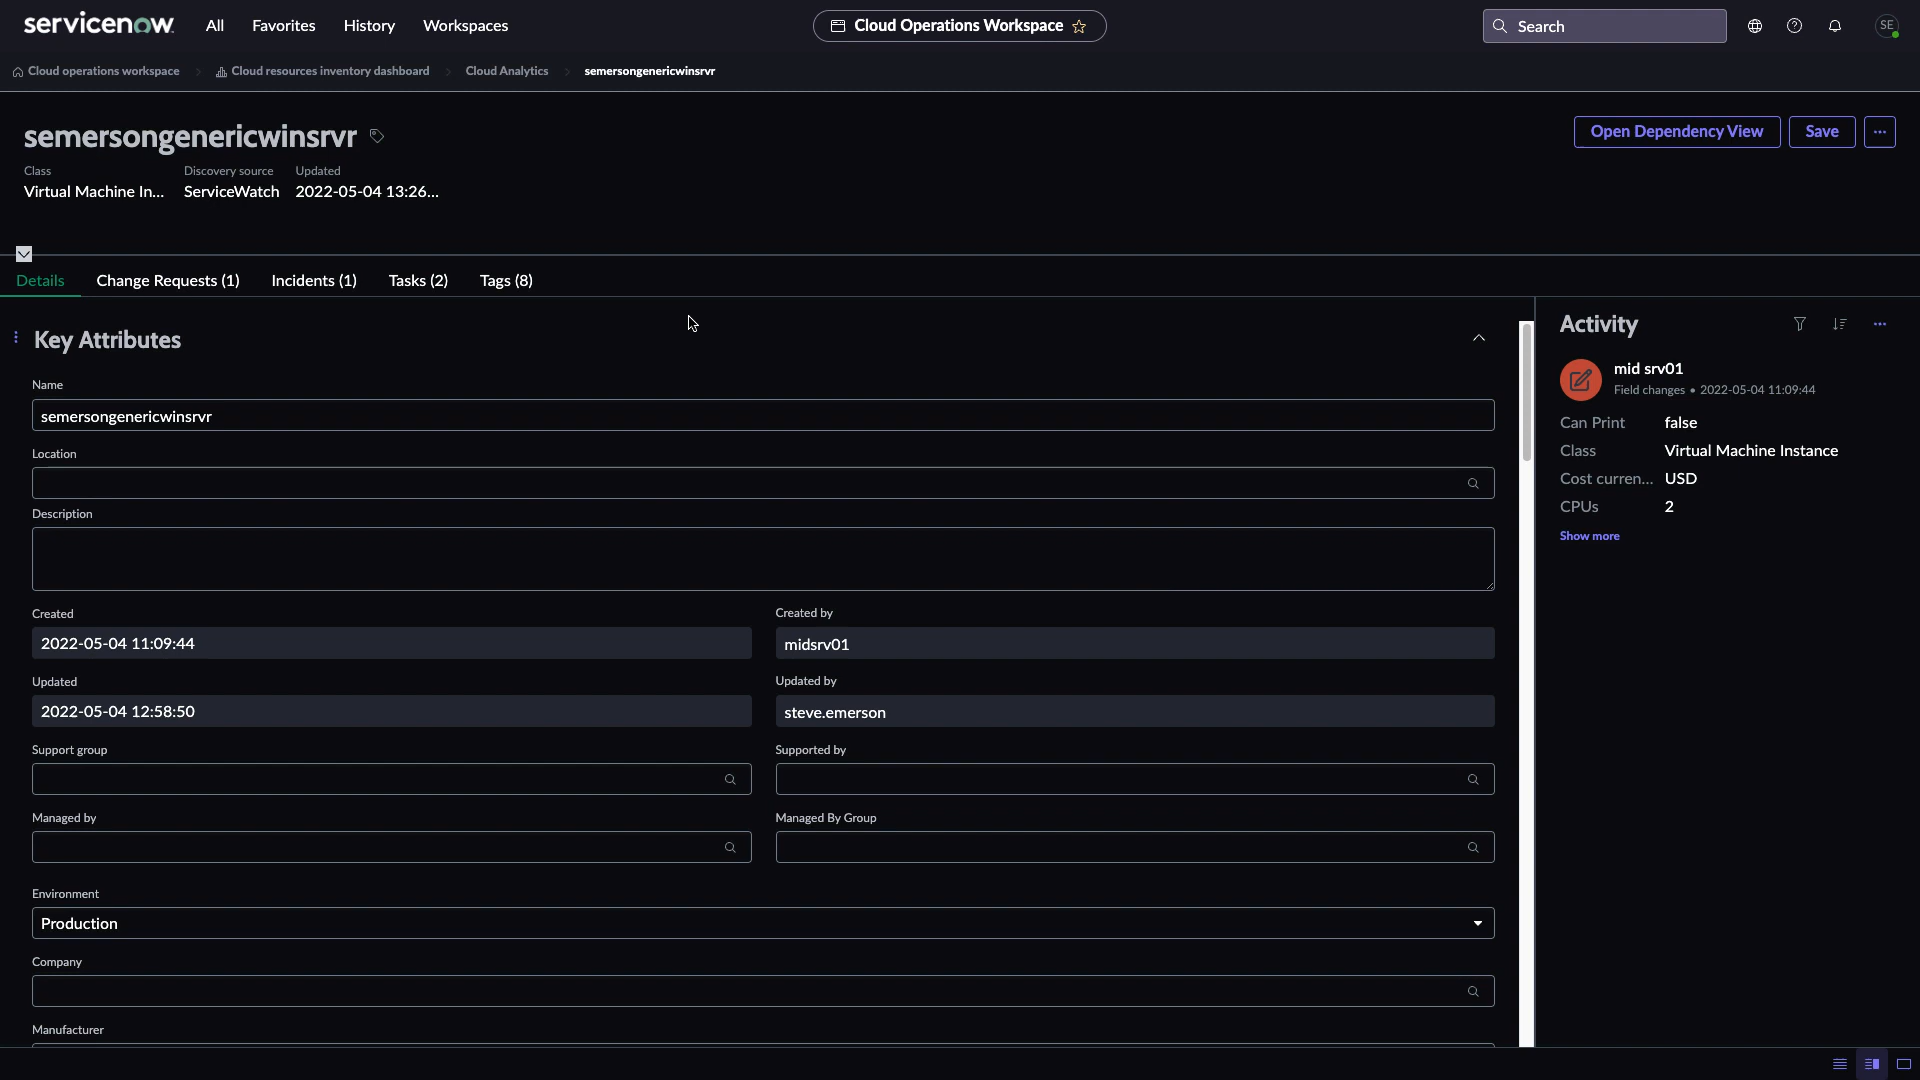 servicenow
All
Favorites
History
Workspaces
Cloud Operations Workspace
Search
SE
Cloud operations workspace
Cloud resources inventory dashboard
Cloud Analytics
semersongenericwinsrvr
semersongenericwinsrvr
Open Dependency View
Save
Class
Discovery source
Updated
Virtual Machine In...
ServiceWatch
2022-05-04 13:26...
Details
Change Requests (1)
Incidents (1)
Tasks (2)
Tags (8)
Key Attributes
Name
semersongenericwinsrvr
Location
Description
Created
2022-05-04 11:09:44
Created by
midsrv01
Updated
2022-05-04 12:58:50
Updated by
steve.emerson
Support group
Supported by
Managed by
Managed By Group
Environment
Production
Company
Manufacturer
Activity
mid srv01
Field changes • 2022-05-04 11:09:44
Can Print false
Class Virtual Machine Instance
Cost curren... USD
CPUs 2
Show more